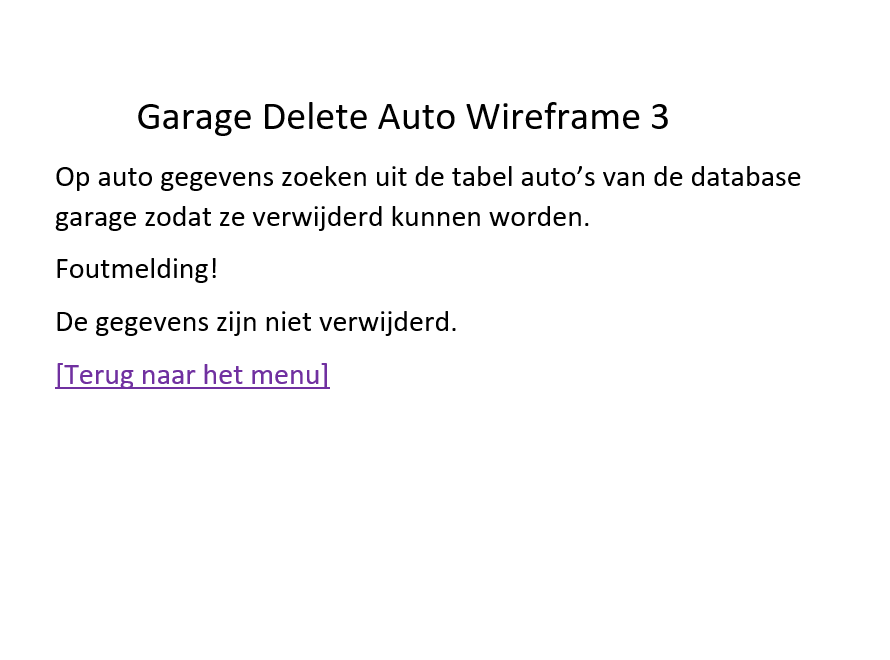 Garage Delete Auto Wireframe 3
Op auto gegevens zoeken uit de tabel auto’s van de database
garage zodat ze verwijderd kunnen worden.
Foutmelding!
De gegevens zijn niet verwijderd.
[Terug naar het menu]